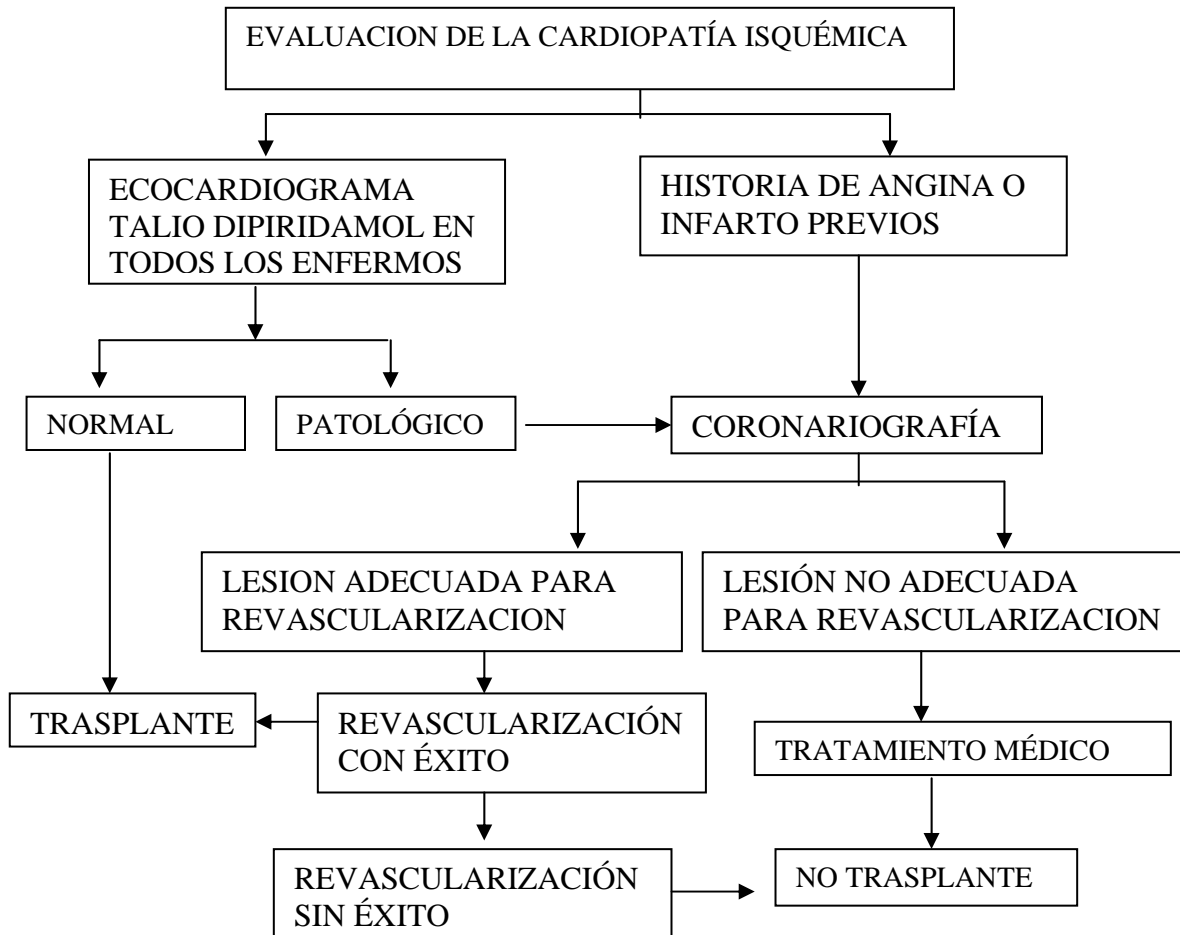 EVALUACION DE LA CARDIOPATÍA ISQUÉMICA
ECOCARDIOGRAMA
TALIO DIPIRIDAMOL EN
TODOS LOS ENFERMOS
HISTORIA DE ANGINA O
INFARTO PREVIOS
NORMAL
PATOLÓGICO
CORONARIOGRAFÍA
LESION ADECUADA PARA
REVASCULARIZACION
LESIÓN NO ADECUADA
PARA REVASCULARIZACION
TRASPLANTE
REVASCULARIZACIÓN
CON ÉXITO
TRATAMIENTO MÉDICO
REVASCULARIZACIÓN
SIN ÉXITO
NO TRASPLANTE